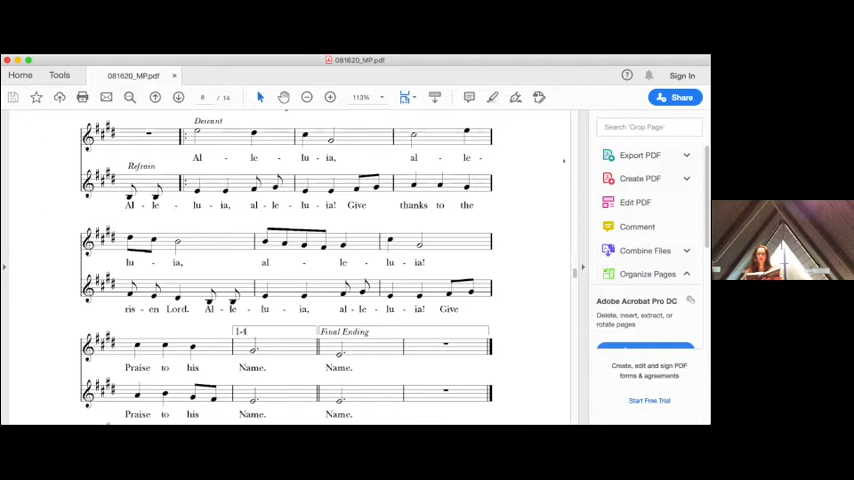 081620_MP.pdf
Home Tools 081620_MP.pdf × Sign In
8 / 14 113% Share
Descant
Al - le - lu - ia, al - le -
Refrain
Al - le - lu - ia, al - le - lu - ia! Give thanks to the
lu - ia, al - le - lu - ia!
ris - en Lord. Al - le - lu - ia, al - le - lu - ia! Give
1-4 Final Ending
Praise to his Name. Name.
Praise to his Name. Name.
Search 'Crop Page'
Export PDF
Create PDF
Edit PDF
Comment
Combine Files
Organize Pages
Adobe Acrobat Pro DC
Delete, insert, extract, or
rotate pages
Create, edit and sign PDF
forms & agreements
Start Free Trial